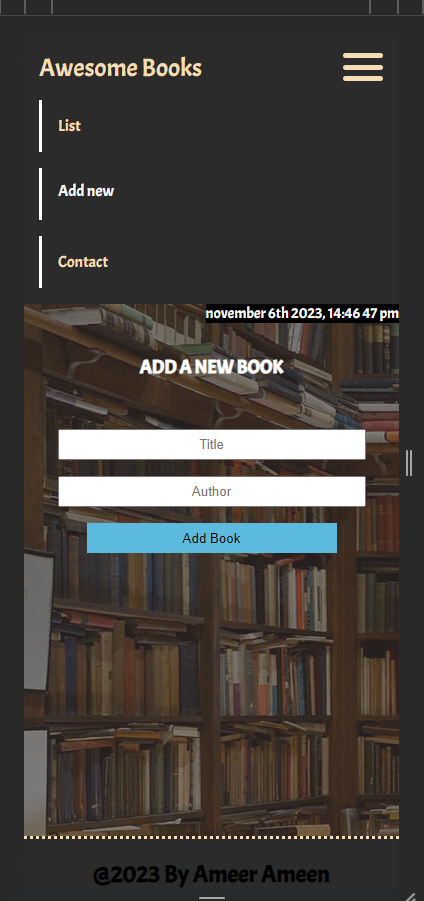 Awesome Books
List
Add new
Contact
november 6th 2023, 14:46 47 pm
ADD A NEW BOOK
Title
Author
Add Book
@2023 By Ameer Ameen